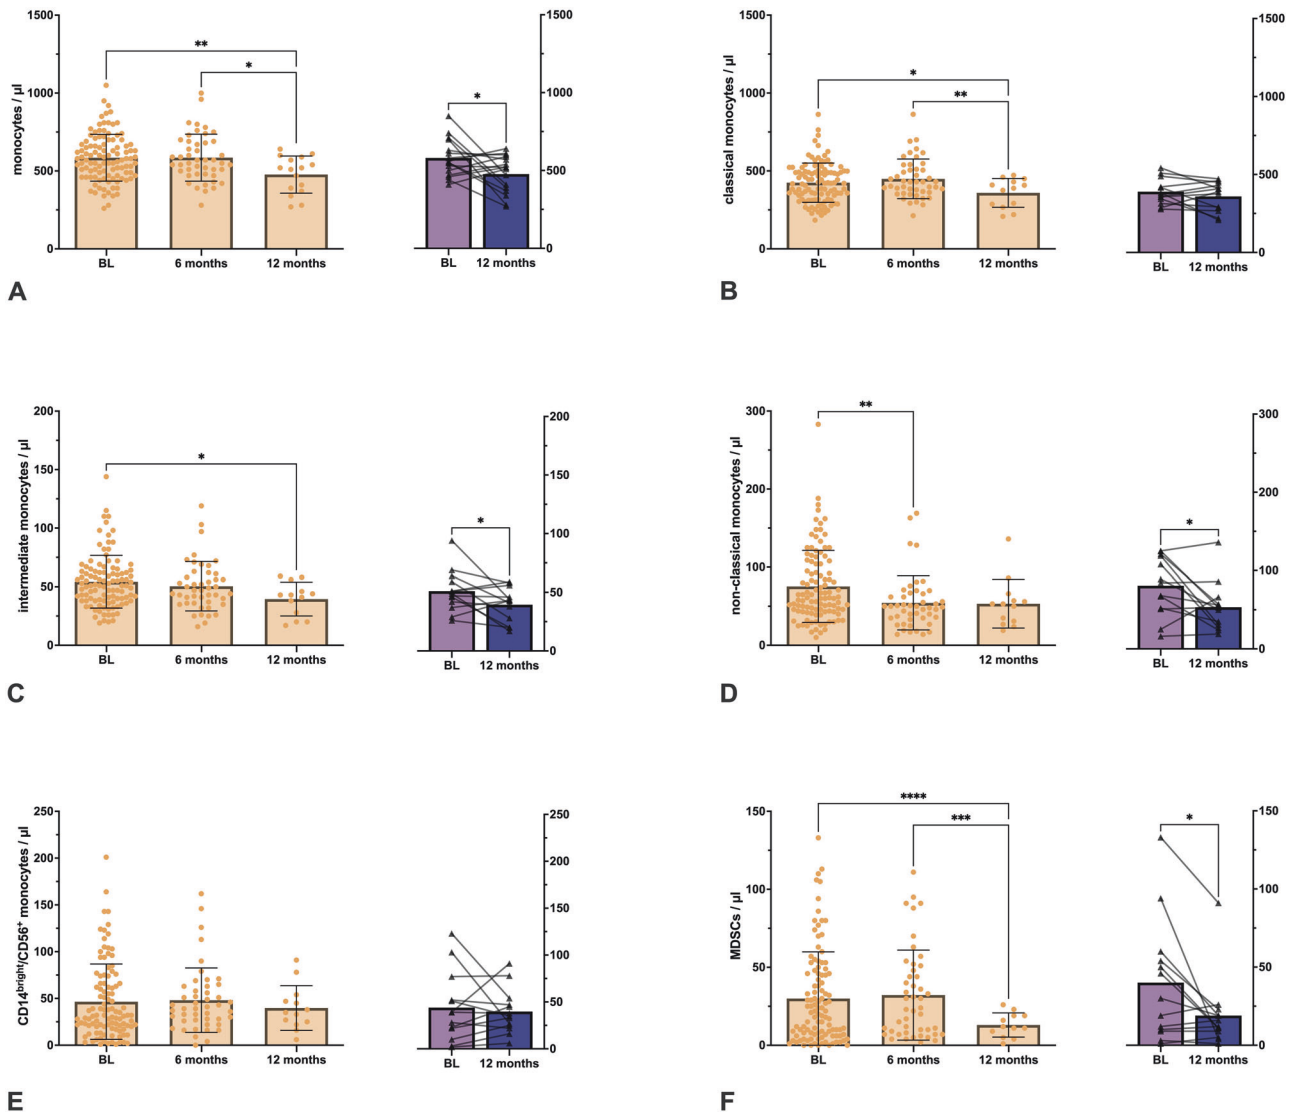 monocytes / µl
1500
1000
500
0
**
*
BL
6 months
12 months
*
1500
1000
500
0
BL
12 months
A
classical monocytes / µl
1500
1000
500
0
*
**
BL
6 months
12 months
1500
1000
500
0
BL
12 months
B
intermediate monocytes / µl
200
150
100
50
0
*
BL
6 months
12 months
*
200
150
100
50
0
BL
12 months
C
non-classical monocytes / µl
300
200
100
0
**
BL
6 months
12 months
*
300
200
100
0
BL
12 months
D
CD14bright/CD56+ monocytes / µl
250
200
150
100
50
0
BL
6 months
12 months
250
200
150
100
50
0
BL
12 months
E
MDSCs / µl
150
100
50
0
****
***
BL
6 months
12 months
*
150
100
50
0
BL
12 months
F